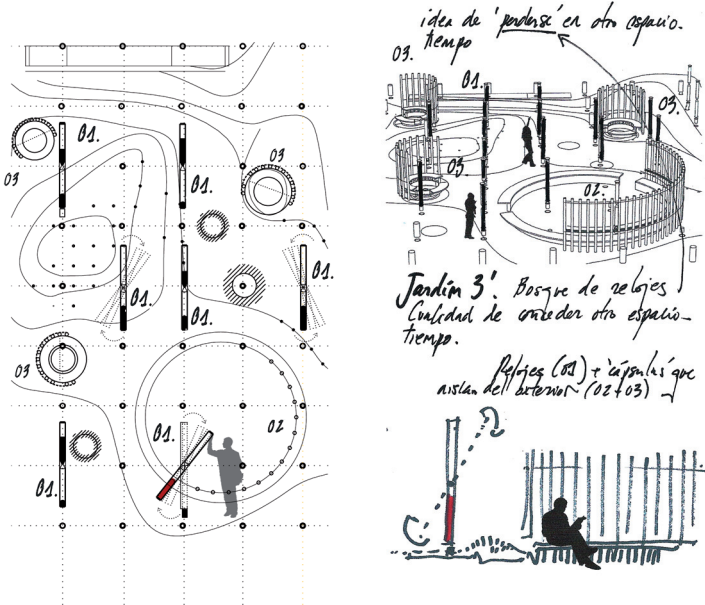 idea de 'perderse' en otro espacio-
tiempo
03.
01.
03.
03
02.
Jardín 3'. Bosque de relojes
Cualidad de conceder otro espacio-
tiempo.
Relojes (01) e 'cápsulas' que
aislan del exterior (02+03)
01.
01.
03
03
01.
01.
03
01.
02
01.